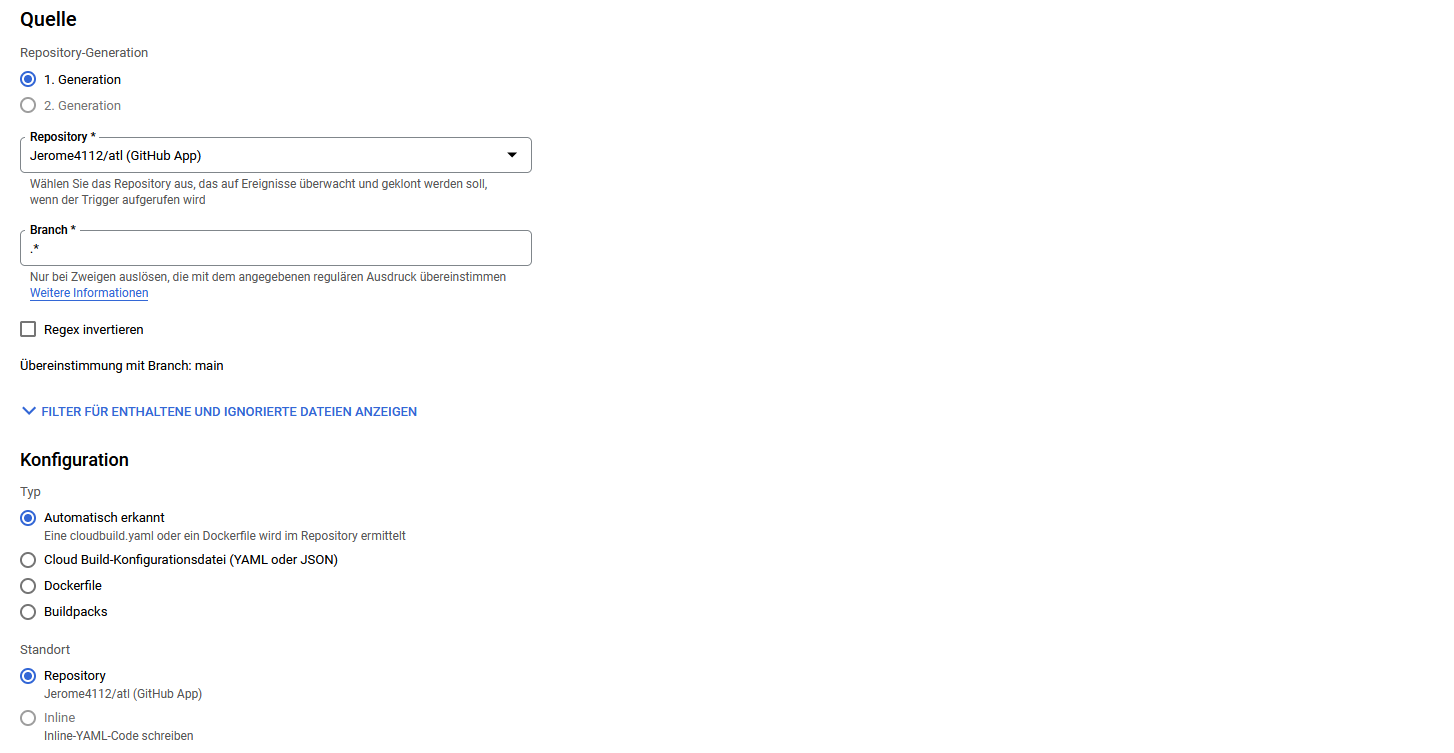 Quelle
Repository-Generation
1. Generation
2. Generation
Repository *
Jerome4112/atl (GitHub App)
Wählen Sie das Repository aus, das auf Ereignisse überwacht und geklont werden soll,
wenn der Trigger aufgerufen wird
Branch *
.*
Nur bei Zweigen auslösen, die mit dem angegebenen regulären Ausdruck übereinstimmen
Weitere Informationen
Regex invertieren
Übereinstimmung mit Branch: main
FILTER FÜR ENTHALTENE UND IGNORIERTE DATEIEN ANZEIGEN
Konfiguration
Typ
Automatisch erkannt
Eine cloudbuild.yaml oder ein Dockerfile wird im Repository ermittelt
Cloud Build-Konfigurationsdatei (YAML oder JSON)
Dockerfile
Buildpacks
Standort
Repository
Jerome4112/atl (GitHub App)
Inline
Inline-YAML-Code schreiben